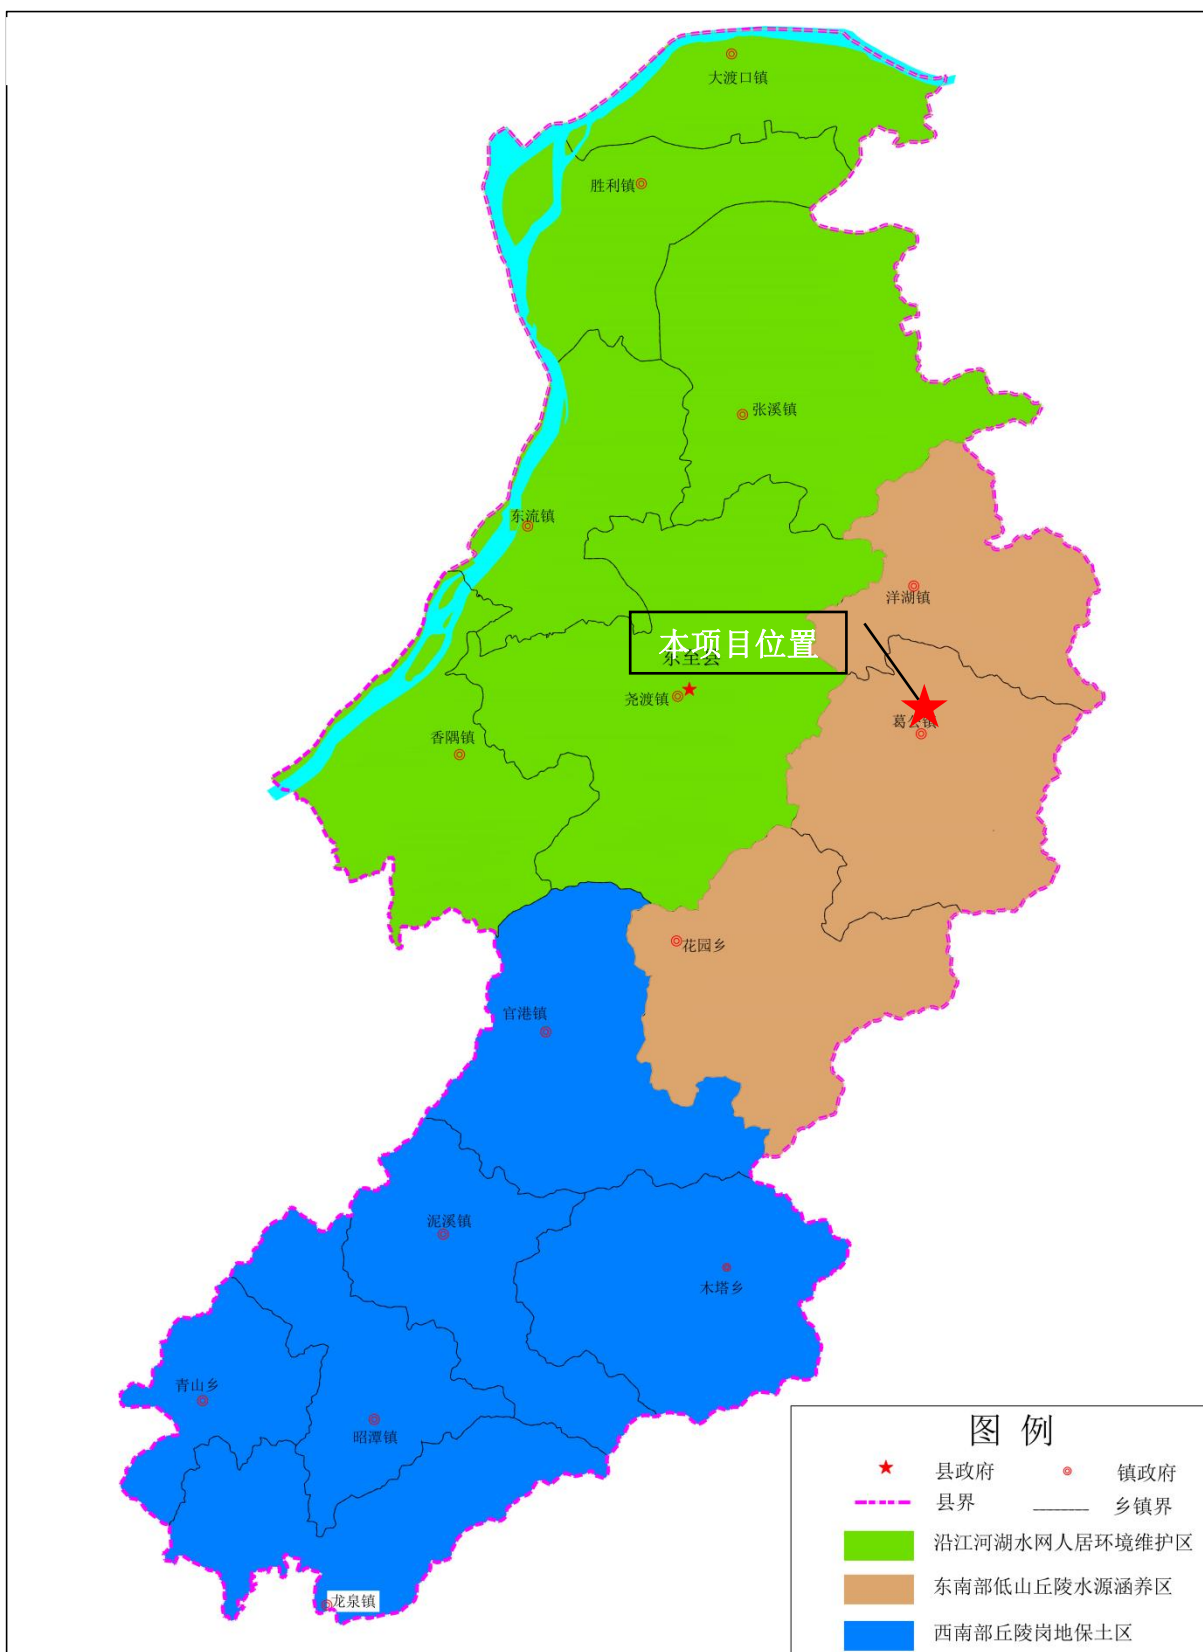 大渡口镇
胜利镇
张溪镇
东流镇
洋湖镇
本项目位置
东至县
尧渡镇
葛公镇
香隅镇
花园乡
官港镇
泥溪镇
木塔乡
青山乡
昭潭镇
龙泉镇
图 例
县政府
镇政府
县界
乡镇界
沿江河湖水网人居环境维护区
东南部低山丘陵水源涵养区
西南部丘陵岗地保土区